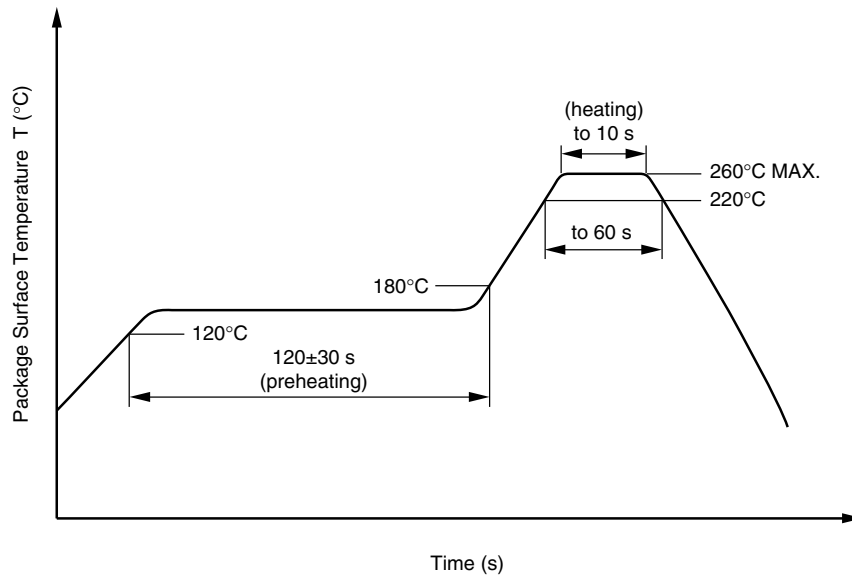 Package Surface Temperature T (°C)
(heating)
to 10 s
260°C MAX.
220°C
to 60 s
180°C
120°C
120±30 s
(preheating)
Time (s)